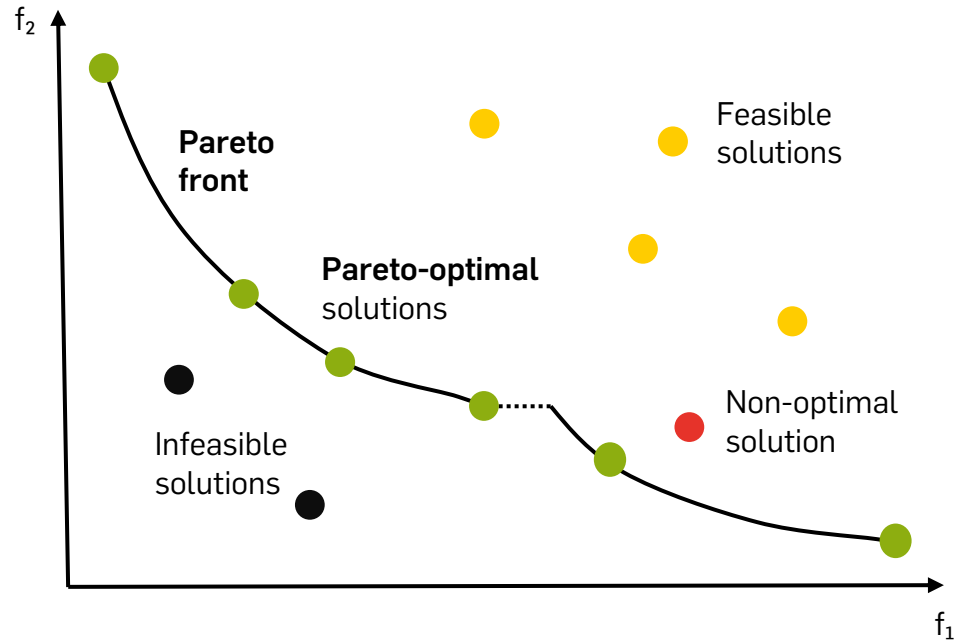 f₂
Pareto
front
Feasible
solutions
Pareto-optimal
solutions
Infeasible
solutions
Non-optimal
solution
f₁